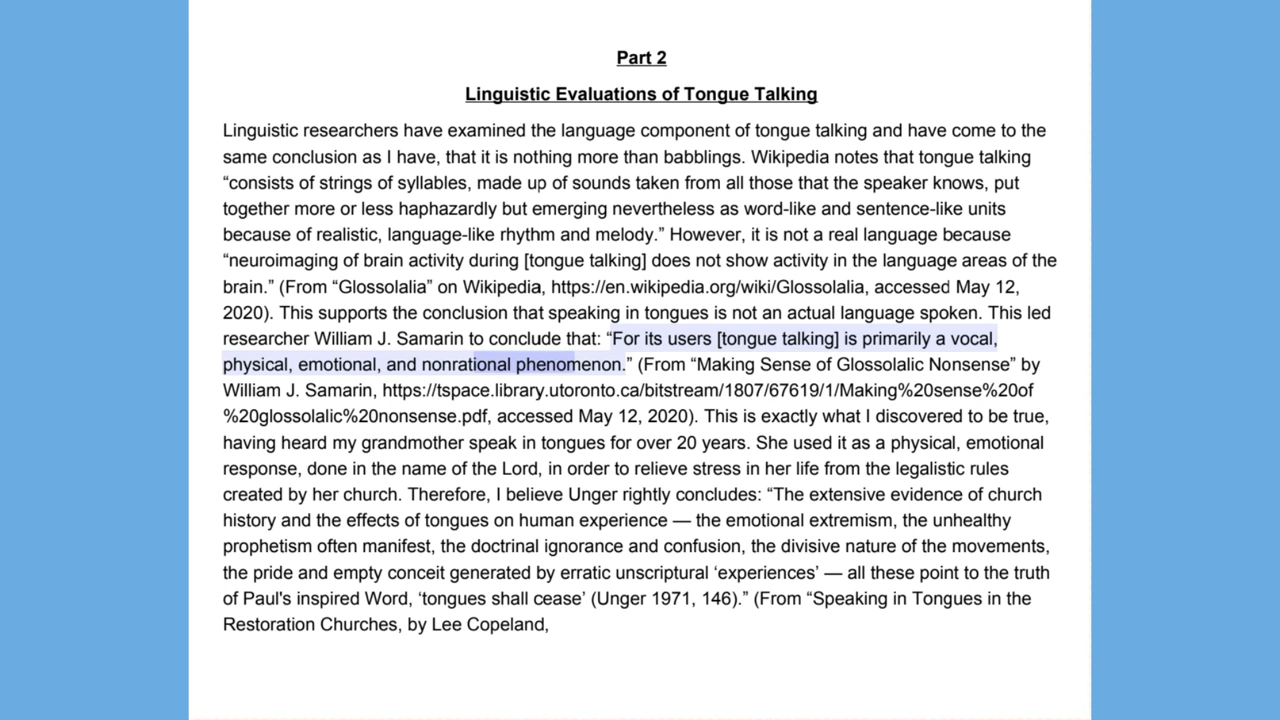 Part 2
Linguistic Evaluations of Tongue Talking
Linguistic researchers have examined the language component of tongue talking and have come to the
same conclusion as I have, that it is nothing more than babblings. Wikipedia notes that tongue talking
“consists of strings of syllables, made up of sounds taken from all those that the speaker knows, put
together more or less haphazardly but emerging nevertheless as word-like and sentence-like units
because of realistic, language-like rhythm and melody.” However, it is not a real language because
“neuroimaging of brain activity during [tongue talking] does not show activity in the language areas of the
brain.” (From “Glossolalia” on Wikipedia, https://en.wikipedia.org/wiki/Glossolalia, accessed May 12,
2020). This supports the conclusion that speaking in tongues is not an actual language spoken. This led
researcher William J. Samarin to conclude that: “For its users [tongue talking] is primarily a vocal,
physical, emotional, and nonrational phenomenon.” (From “Making Sense of Glossolalic Nonsense” by
William J. Samarin, https://tspace.library.utoronto.ca/bitstream/1807/67619/1/Making%20sense%20of
%20glossolalic%20nonsense.pdf, accessed May 12, 2020). This is exactly what I discovered to be true,
having heard my grandmother speak in tongues for over 20 years. She used it as a physical, emotional
response, done in the name of the Lord, in order to relieve stress in her life from the legalistic rules
created by her church. Therefore, I believe Unger rightly concludes: “The extensive evidence of church
history and the effects of tongues on human experience — the emotional extremism, the unhealthy
prophetism often manifest, the doctrinal ignorance and confusion, the divisive nature of the movements,
the pride and empty conceit generated by erratic unscriptural ‘experiences’ — all these point to the truth
of Paul's inspired Word, ‘tongues shall cease’ (Unger 1971, 146).” (From “Speaking in Tongues in the
Restoration Churches, by Lee Copeland,